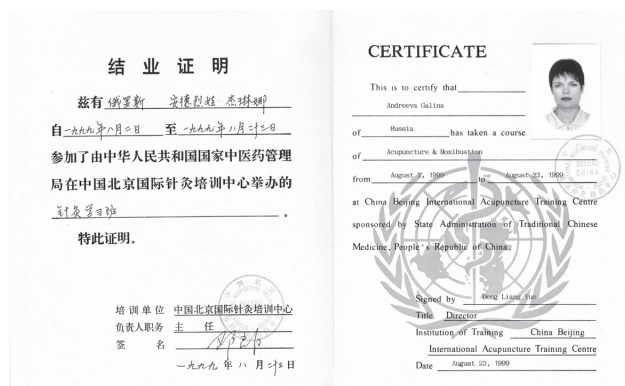 结业证明
兹有 俄罗斯 安德烈娃·杰琳娜
自一九九九年八月二日 至一九九九年八月二十三日
参加了由中华人民共和国国家中医药管理
局在中国北京国际针灸培训中心举办的
针灸学习班 。
特此证明。
培训单位 中国北京国际针灸培训中心
负责人职务 主 任
签 名
一九九九 年 八 月 二十三 日
CERTIFICATE
This is to certify that
Andreeva Galina
of Russia has taken a course
of Acupuncture & Moxibustion
from August 2, 1999 to August 23, 1999
at China Beijing International Acupuncture Training Centre
sponsored by State Administration of Traditional Chinese
Medicine, People's Republic of China.
BEIJING
CHINA
Signed by Deng Liang Yue
Title Director
Institution of Training China Beijing
International Acupuncture Training Centre
Date August 23, 1999